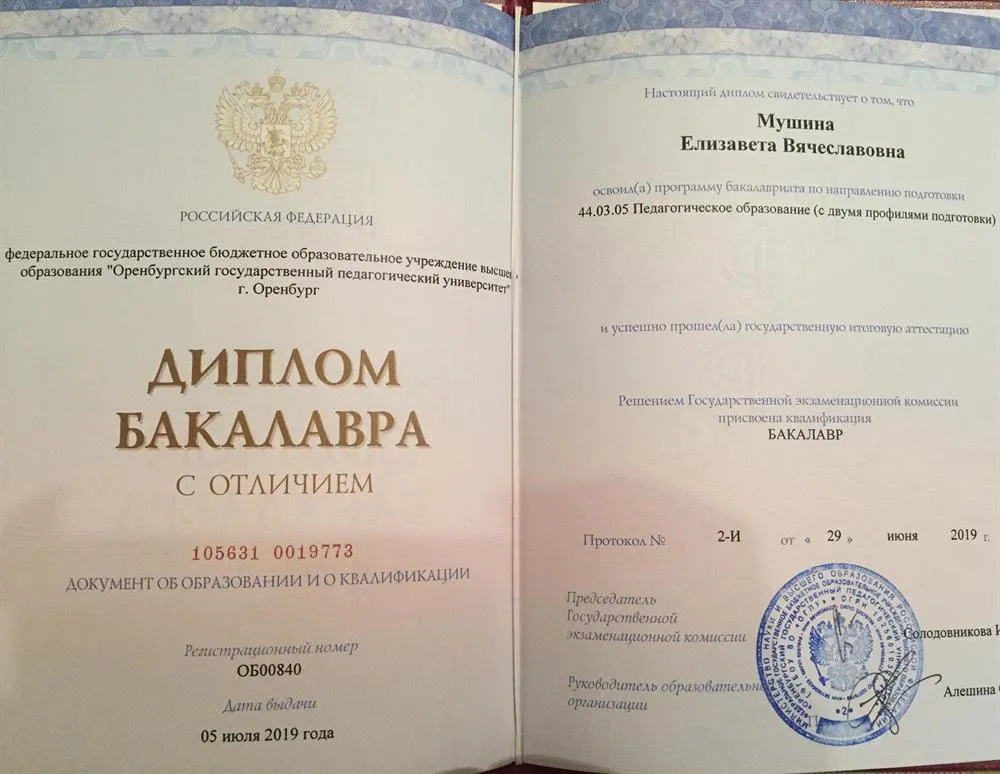 РОССИЙСКАЯ ФЕДЕРАЦИЯ
федеральное государственное бюджетное образовательное учреждение высше
образования "Оренбургский государственный педагогический университет"
г. Оренбург
ДИПЛОМ
БАКАЛАВРА
С ОТЛИЧИЕМ
105631 0019773
ДОКУМЕНТ ОБ ОБРАЗОВАНИИ И О КВАЛИФИКАЦИИ
Регистрационный номер
ОБ00840
Дата выдачи
05 июля 2019 года
Настоящий диплом свидетельствует о том, что
Мушина
Елизавета Вячеславовна
освоил(а) программу бакалавриата по направлению подготовки
44.03.05 Педагогическое образование (с двумя профилями подготовки)
и успешно прошел(ла) государственную итоговую аттестацию
Решением Государственной экзаменационной комиссии
присвоена квалификация
БАКАЛАВР
Протокол № 2-И от « 29 » июня 2019 г.
Председатель
Государственной
экзаменационной комиссии
Солодовникова И
Руководитель образовательн
организации
Алешина С